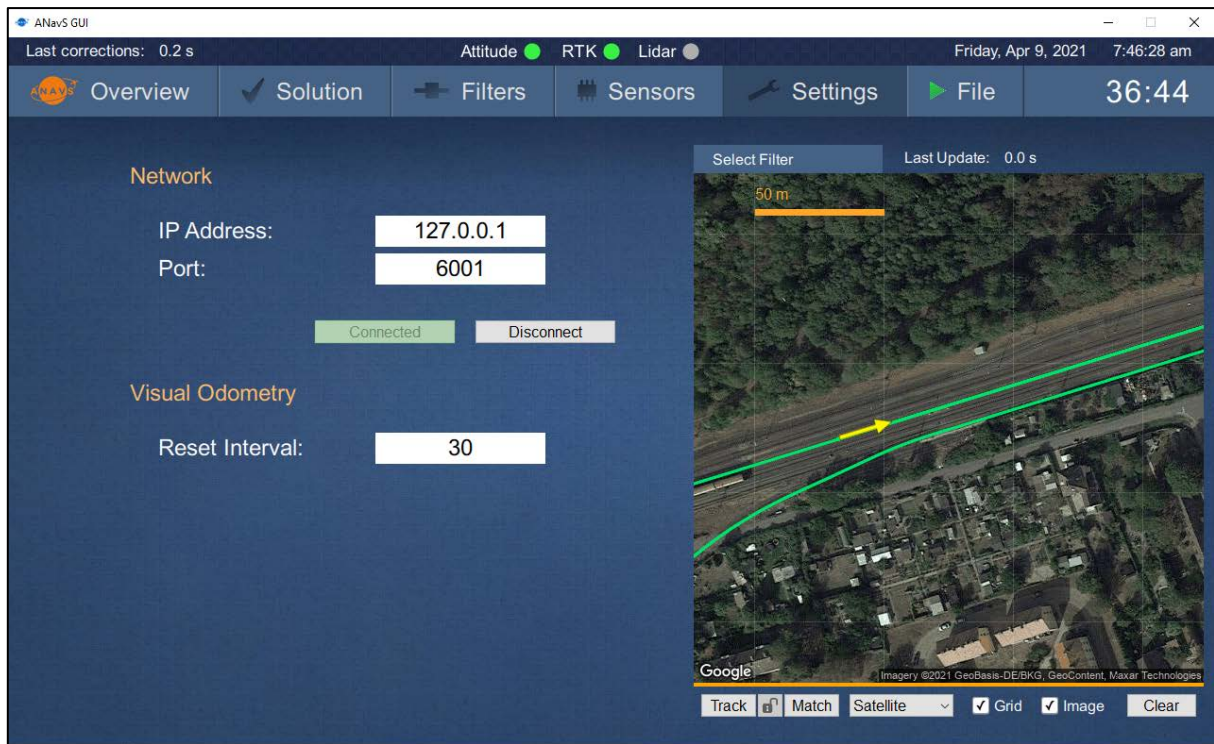 ANavS GUI
Last corrections: 0.2 s
Attitude
RTK
Lidar
Friday, Apr 9, 2021 7:46:28 am
ANAVS
Overview
Solution
Filters
Sensors
Settings
File
36:44
Network
IP Address: 127.0.0.1
Port: 6001
Connected
Disconnect
Visual Odometry
Reset Interval: 30
Select Filter
Last Update: 0.0 s
50 m
Google
Imagery ©2021 GeoBasis-DE/BKG, GeoContent, Maxar Technologies
Track
Match
Satellite
Grid
Image
Clear